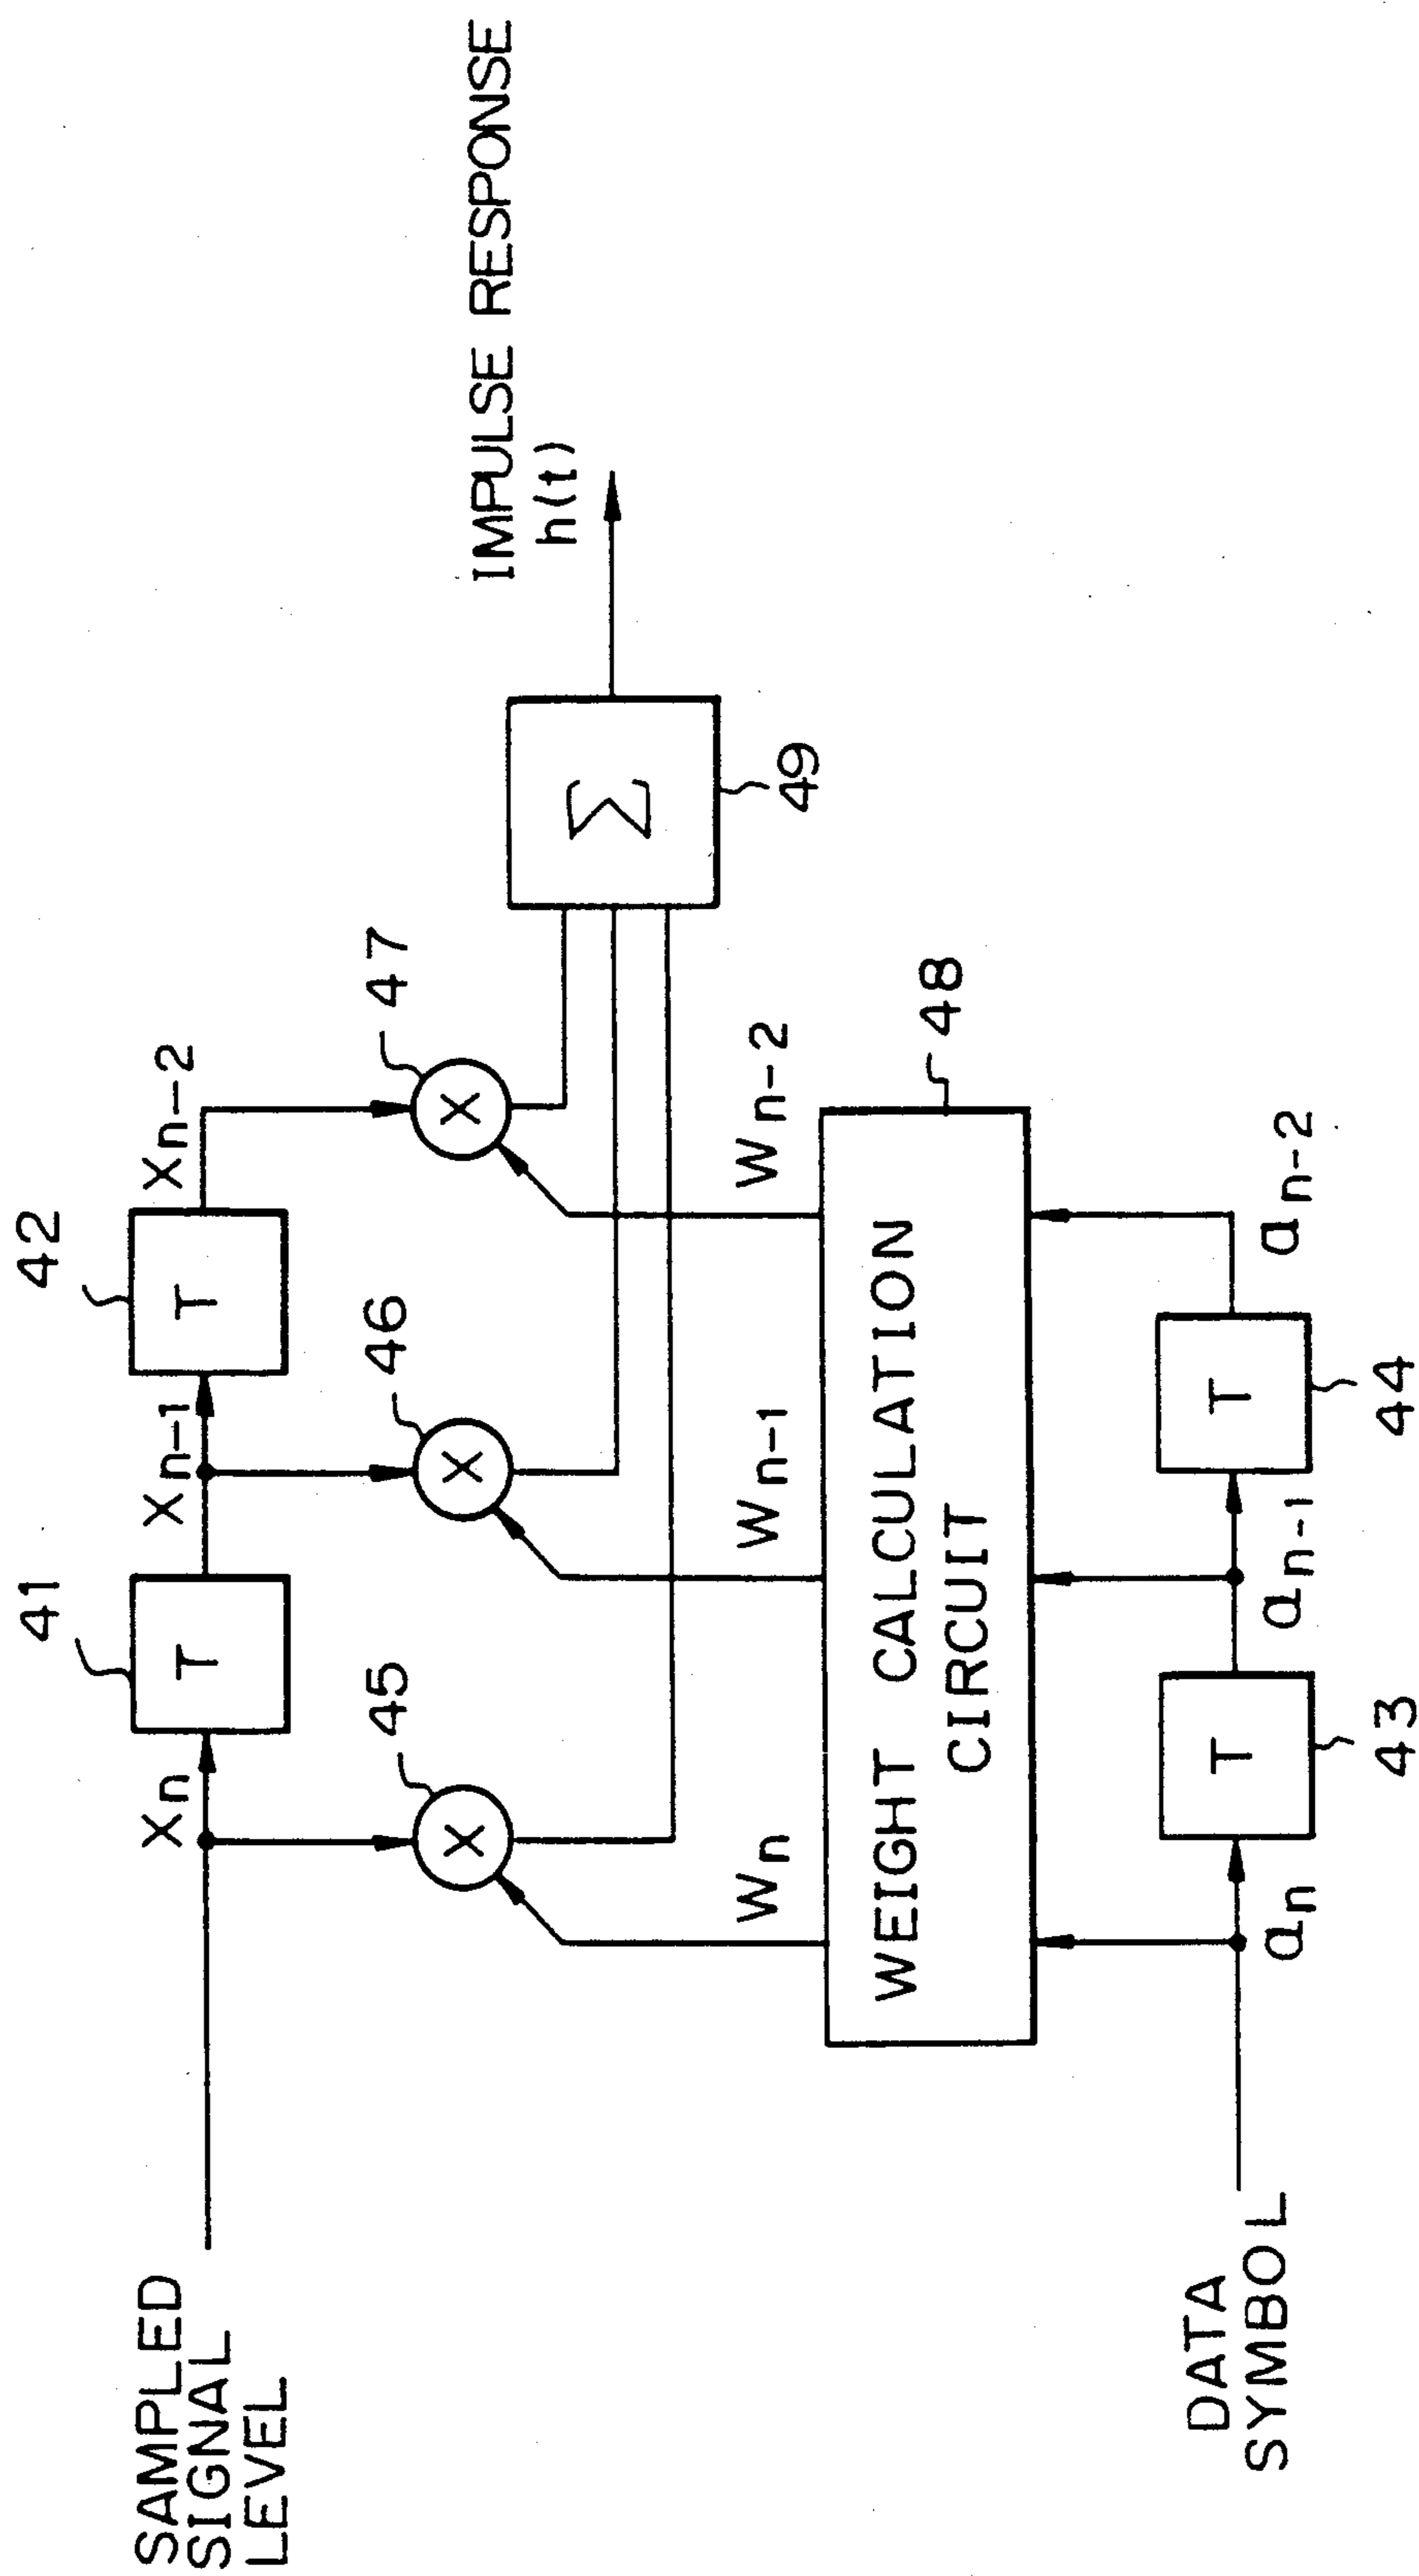 SAMPLED
SIGNAL
LEVEL
Xn
41
T
Xn-1
42
T
Xn-2
45
X
46
X
47
X
IMPULSE RESPONSE
h(t)
Σ
49
Wn
Wn-1
Wn-2
WEIGHT CALCULATION
CIRCUIT
48
DATA
SYMBOL
an
T
43
an-1
T
44
an-2